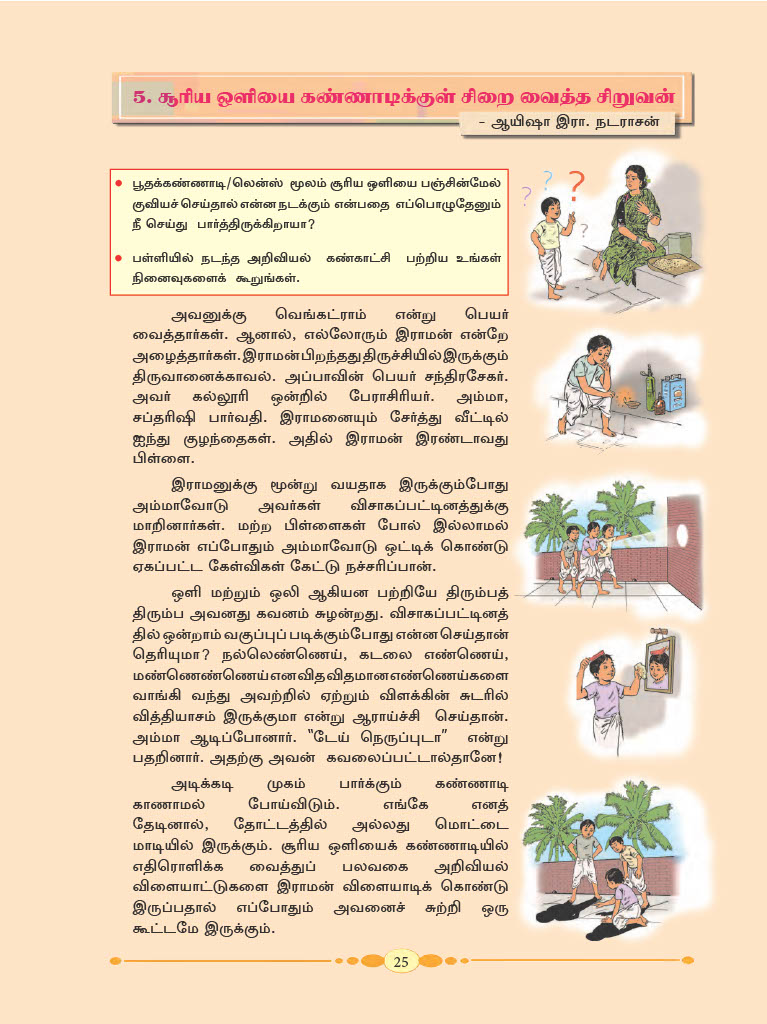 5. சூரிய ஒளியை கண்ணாடிக்குள் சிறை வைத்த சிறுவன்
- ஆயிஷா இரா. நடராசன்
● பூதக்கண்ணாடி/லென்ஸ் மூலம் சூரிய ஒளியை பஞ்சின்மேல்
குவியச் செய்தால் என்ன நடக்கும் என்பதை எப்பொழுதேனும்
நீ செய்து பார்த்திருக்கிறாயா?
● பள்ளியில் நடந்த அறிவியல் கண்காட்சி பற்றிய உங்கள்
நினைவுகளைக் கூறுங்கள்.
? ? ? ?
அவனுக்கு வெங்கட்ராம் என்று பெயர்
வைத்தார்கள். ஆனால், எல்லோரும் இராமன் என்றே
அழைத்தார்கள். இராமன் பிறந்தது திருச்சியில் இருக்கும்
திருவானைக்காவல். அப்பாவின் பெயர் சந்திரசேகர்.
அவர் கல்லூரி ஒன்றில் பேராசிரியர். அம்மா,
சப்தரிஷி பார்வதி. இராமனையும் சேர்த்து வீட்டில்
ஐந்து குழந்தைகள். அதில் இராமன் இரண்டாவது
பிள்ளை.
இராமனுக்கு மூன்று வயதாக இருக்கும்போது
அம்மாவோடு அவர்கள் விசாகப்பட்டினத்துக்கு
மாறினார்கள். மற்ற பிள்ளைகள் போல் இல்லாமல்
இராமன் எப்போதும் அம்மாவோடு ஒட்டிக் கொண்டு
ஏகப்பட்ட கேள்விகள் கேட்டு நச்சரிப்பான்.
ஒளி மற்றும் ஒலி ஆகியன பற்றியே திரும்பத்
திரும்ப அவனது கவனம் சுழன்றது. விசாகப்பட்டினத்
தில் ஒன்றாம் வகுப்புப் படிக்கும்போது என்ன செய்தான்
தெரியுமா? நல்லெண்ணெய், கடலை எண்ணெய்,
மண்ணெண்ணெய் என விதவிதமான எண்ணெய்களை
வாங்கி வந்து அவற்றில் ஏற்றும் விளக்கின் சுடரில்
வித்தியாசம் இருக்குமா என்று ஆராய்ச்சி செய்தான்.
அம்மா ஆடிப்போனார். “டேய் நெருப்புடா” என்று
பதறினார். அதற்கு அவன் கவலைப்பட்டால்தானே!
அடிக்கடி முகம் பார்க்கும் கண்ணாடி
காணாமல் போய்விடும். எங்கே எனத்
தேடினால், தோட்டத்தில் அல்லது மொட்டை
மாடியில் இருக்கும். சூரிய ஒளியைக் கண்ணாடியில்
எதிரொளிக்க வைத்துப் பலவகை அறிவியல்
விளையாட்டுகளை இராமன் விளையாடிக் கொண்டு
இருப்பதால் எப்போதும் அவனைச் சுற்றி ஒரு
கூட்டமே இருக்கும்.
25